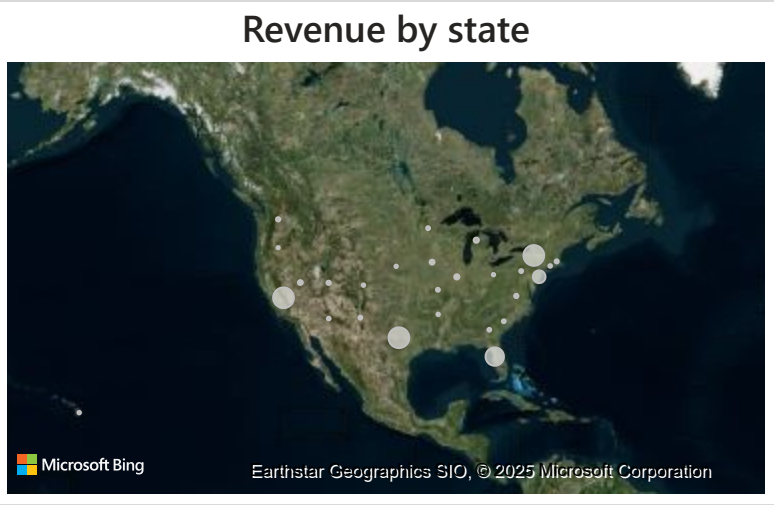 Revenue by state
Microsoft Bing
Earthstar Geographics SIO, © 2025 Microsoft Corporation